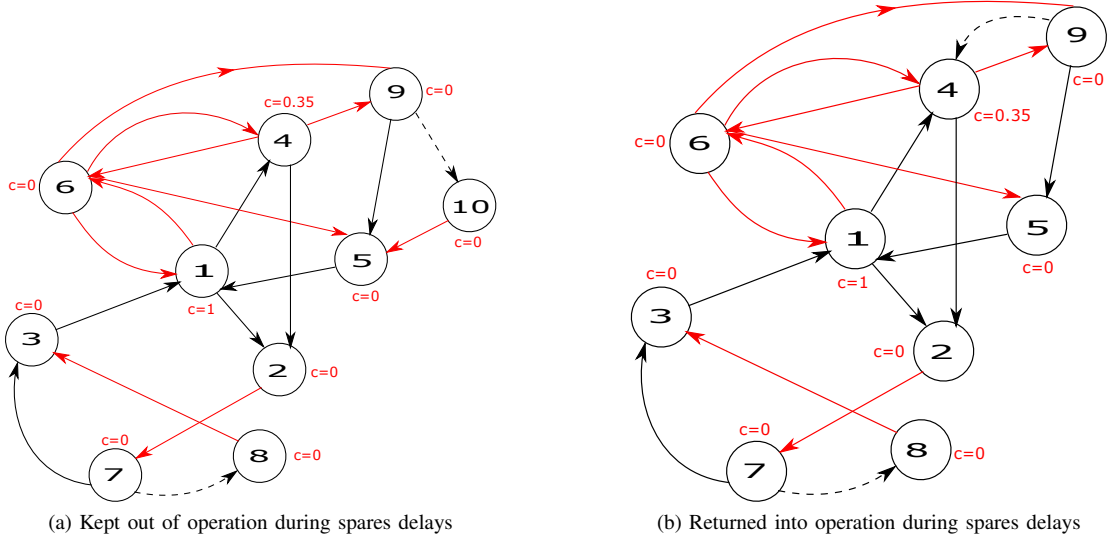 9
c=0
c=0.35
4
6
c=0
10
c=0
5
c=0
1
c=1
c=0
3
2
c=0
c=0
8
c=0
7
(a) Kept out of operation during spares delays
9
c=0
4
c=0.35
c=0
6
5
c=0
1
c=1
c=0
3
c=0
2
c=0
8
c=0
7
(b) Returned into operation during spares delays